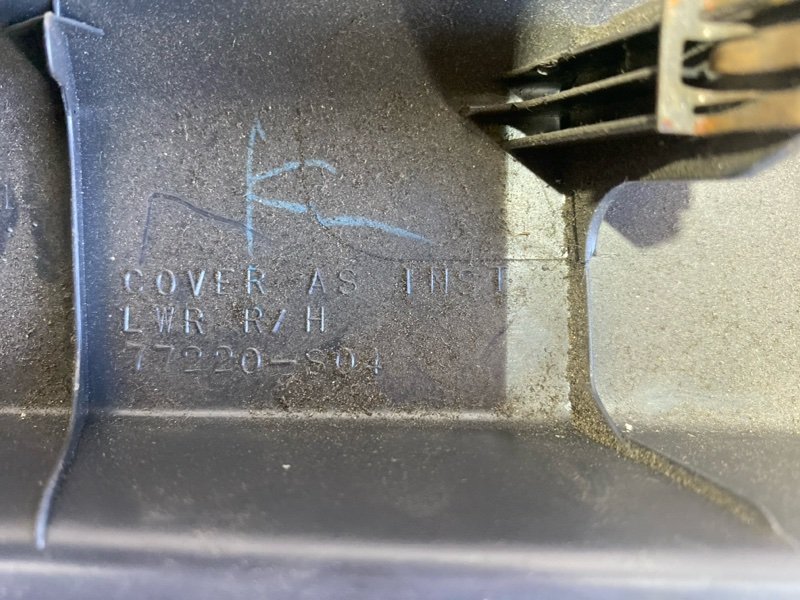 COVER AS INST
LWR R/H
77220-S04